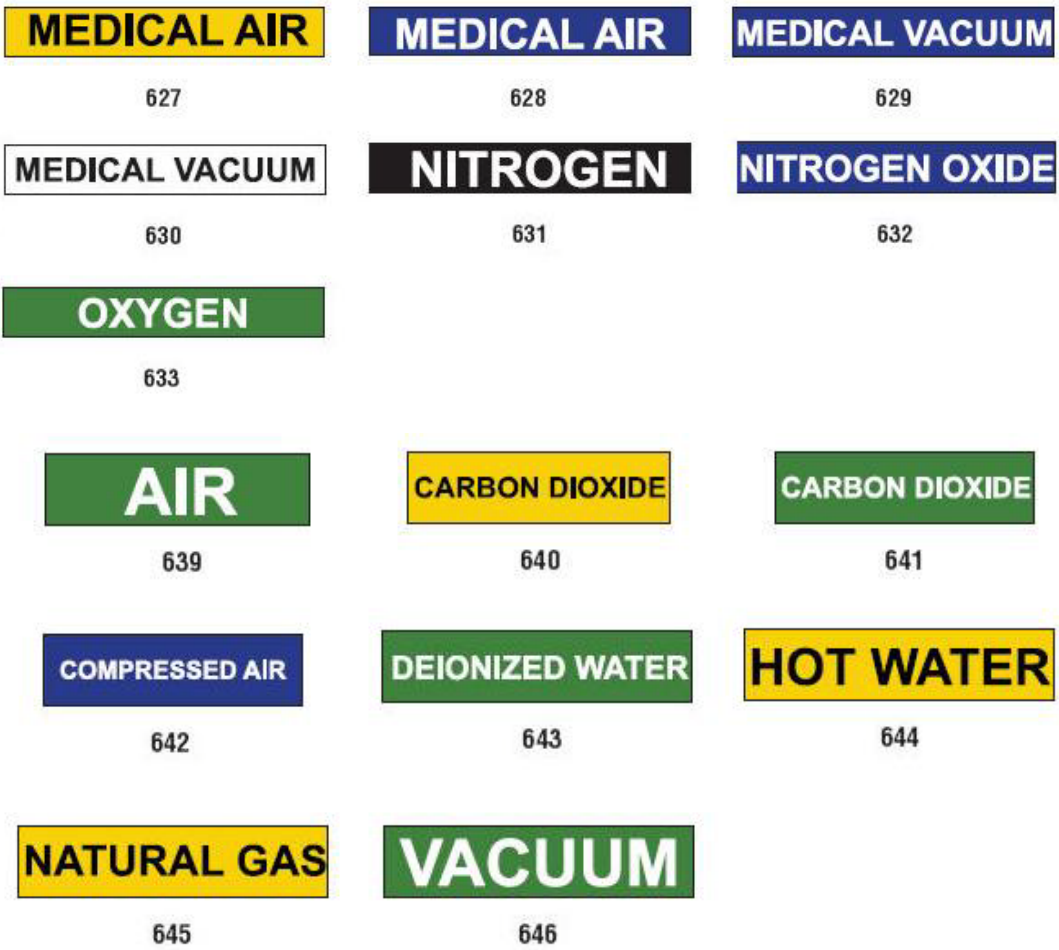 MEDICAL AIR
MEDICAL AIR
MEDICAL VACUUM
627
628
629
MEDICAL VACUUM
NITROGEN
NITROGEN OXIDE
630
631
632
OXYGEN
633
AIR
CARBON DIOXIDE
CARBON DIOXIDE
639
640
641
COMPRESSED AIR
DEIONIZED WATER
HOT WATER
642
643
644
NATURAL GAS
VACUUM
645
646